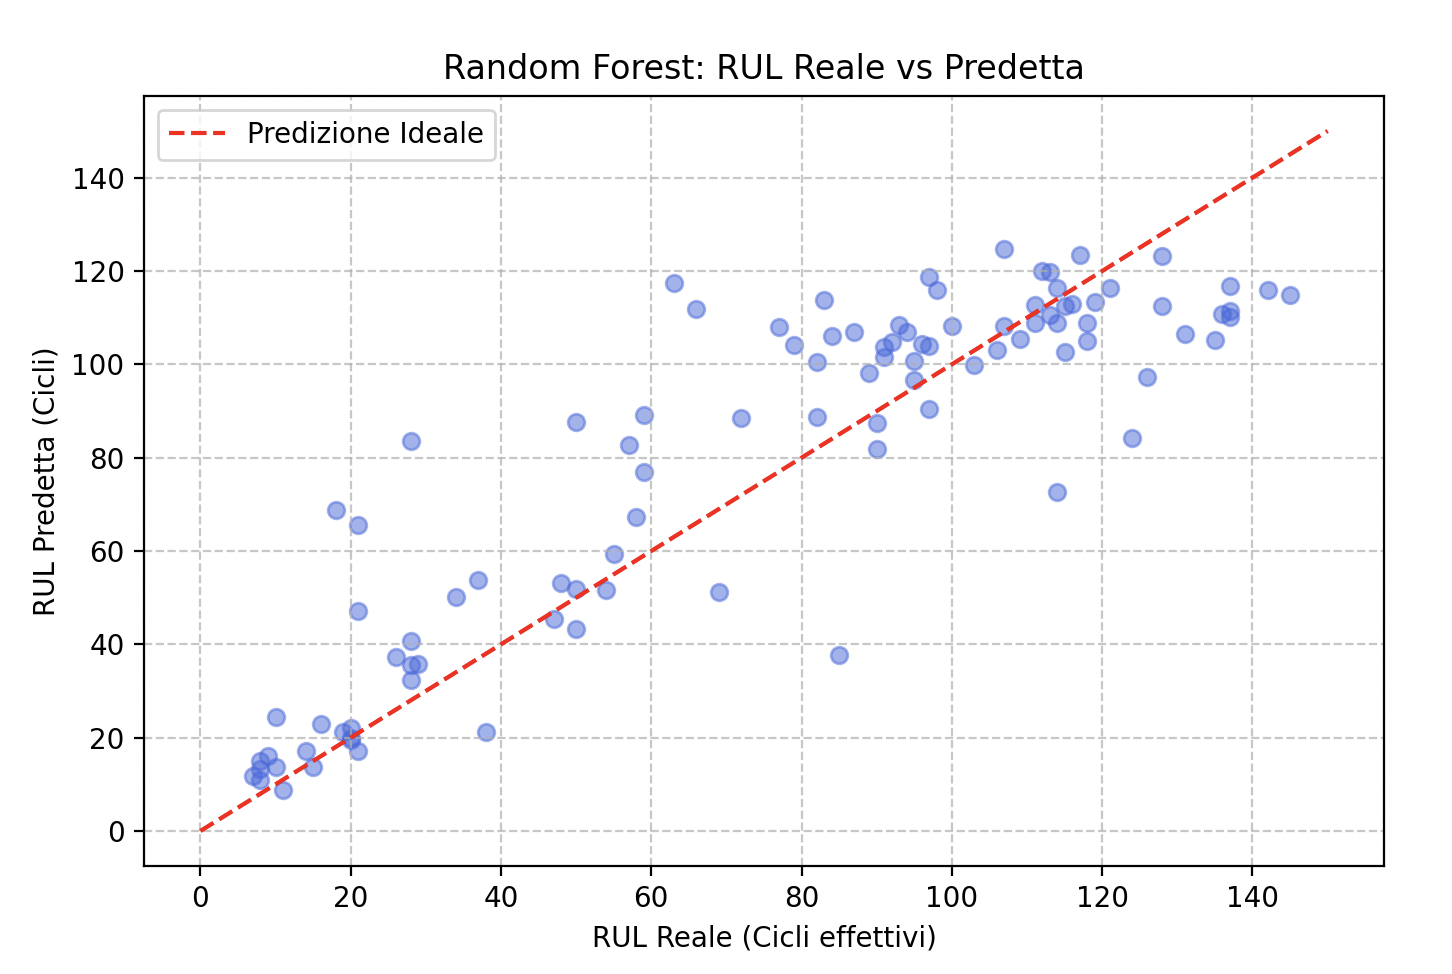 Random Forest: RUL Reale vs Predetta
Predizione Ideale
RUL Predetta (Cicli)
140
120
100
80
60
40
20
0
0 20 40 60 80 100 120 140
RUL Reale (Cicli effettivi)